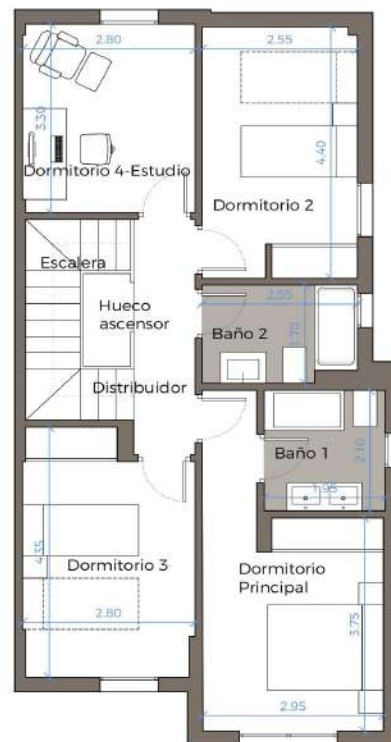 2.80
2.55
3.30
4.40
Dormitorio 4-Estudio
Dormitorio 2
Escalera
Hueco
ascensor
2.55
1.70
Baño 2
Distribuidor
Baño 1
2.10
1.95
4.35
Dormitorio 3
Dormitorio
Principal
3.75
2.80
2.95